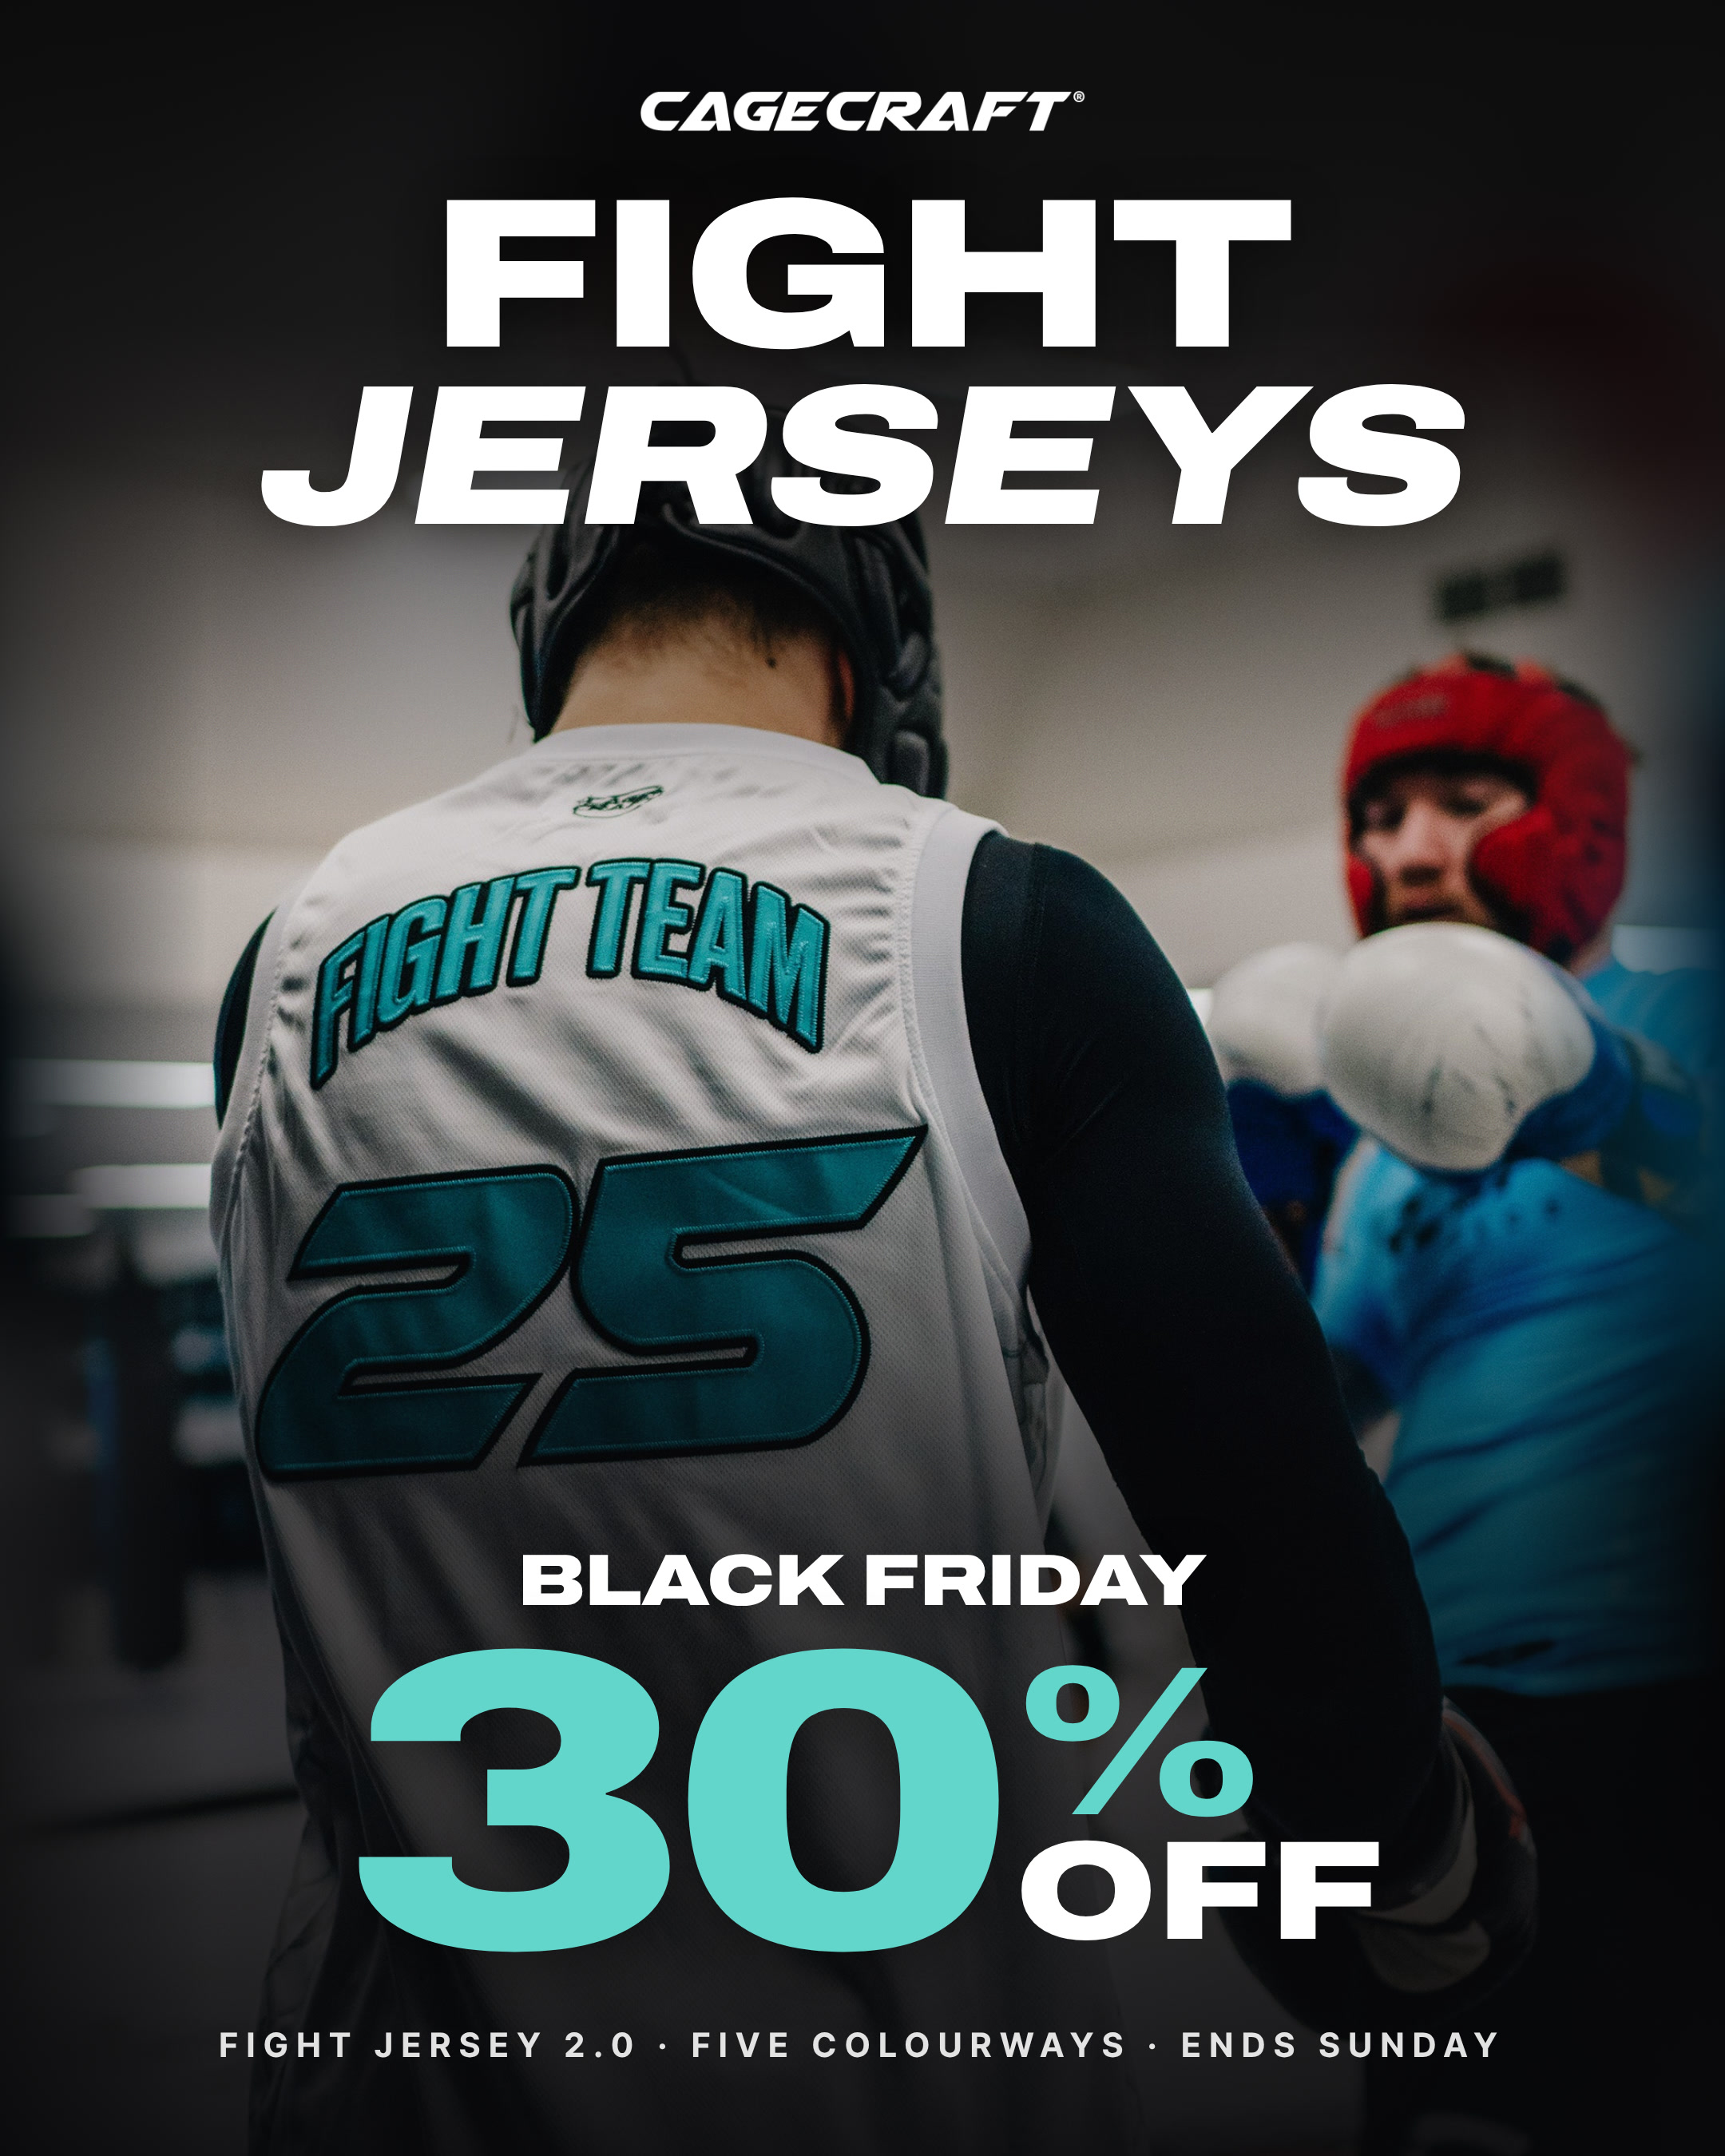 CAGECRAFT®
FIGHT
JERSEYS
FIGHT TEAM
25
BLACK FRIDAY
30%
OFF
FIGHT JERSEY 2.0 · FIVE COLOURWAYS · ENDS SUNDAY